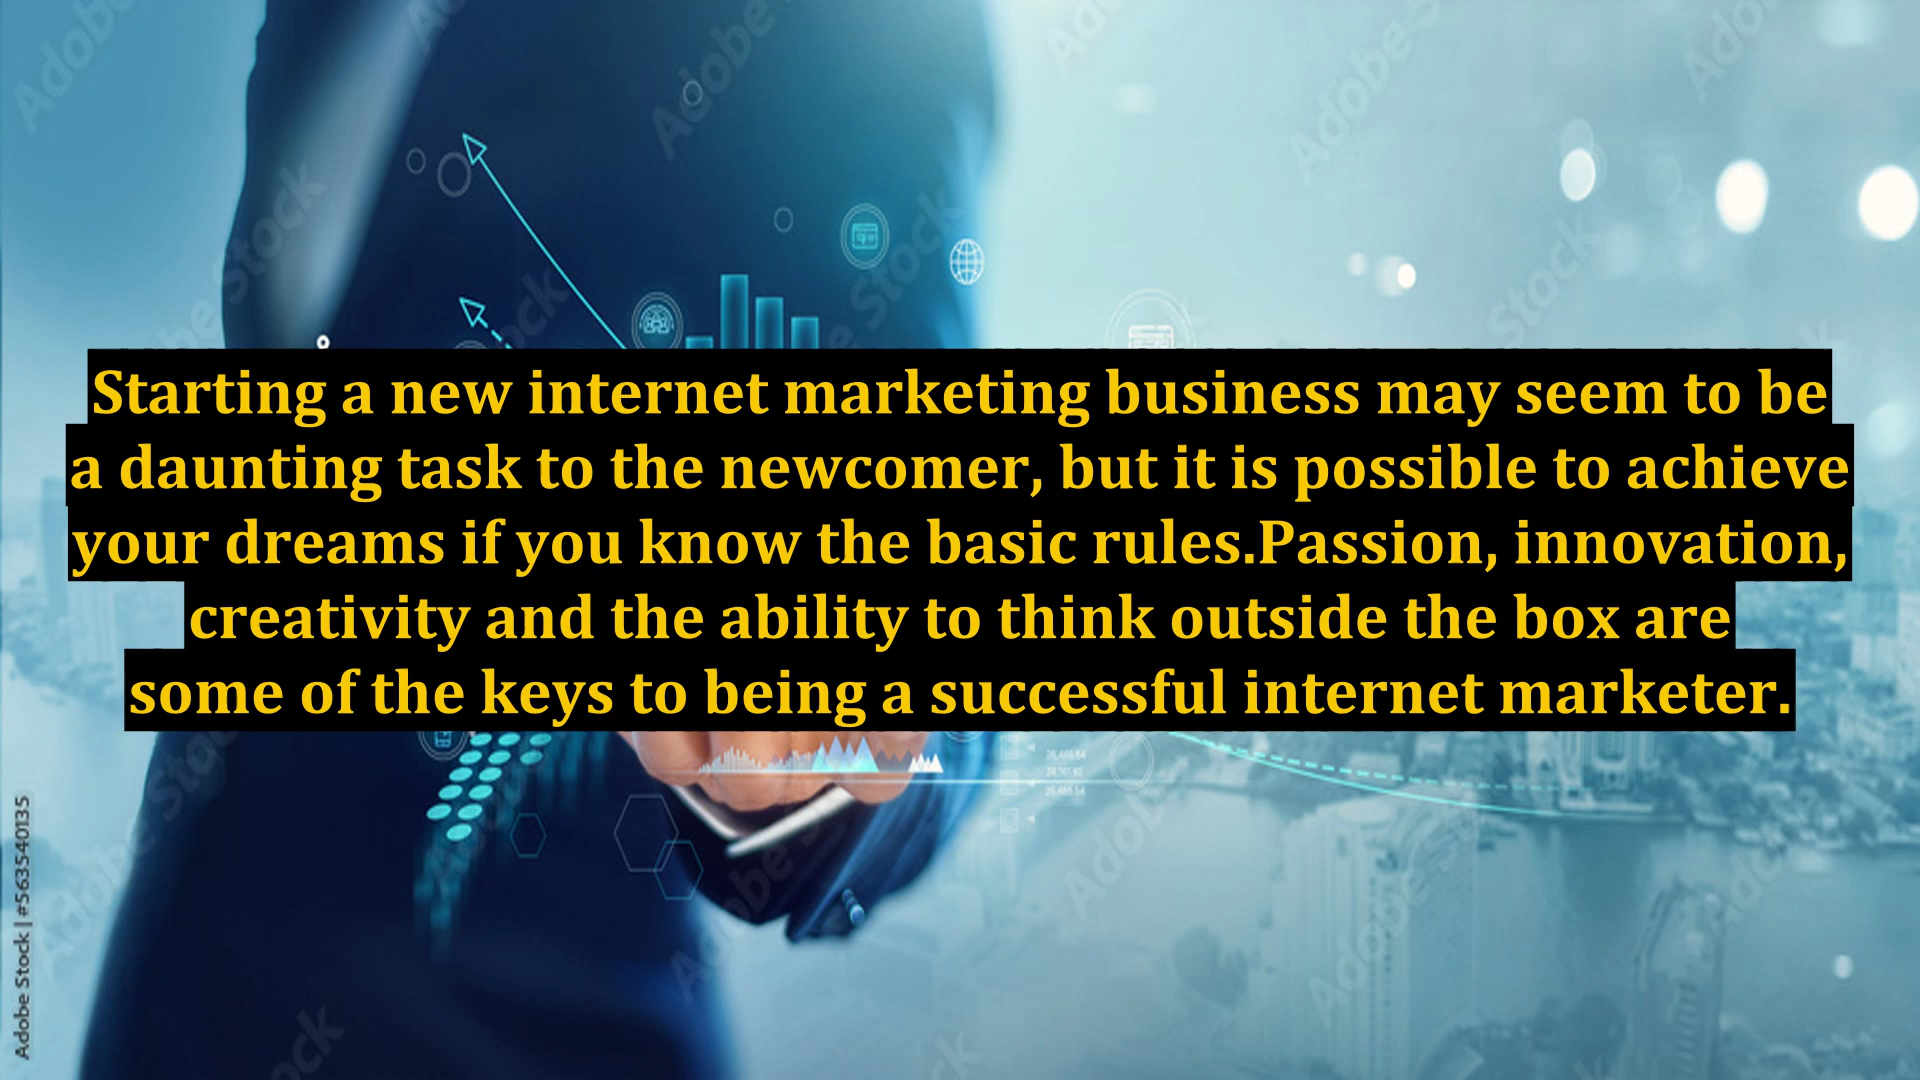 Starting a new internet marketing business may seem to be
a daunting task to the newcomer, but it is possible to achieve
your dreams if you know the basic rules.Passion, innovation,
creativity and the ability to think outside the box are
some of the keys to being a successful internet marketer.
Adobe Stock | #563540135
Adobe Stock